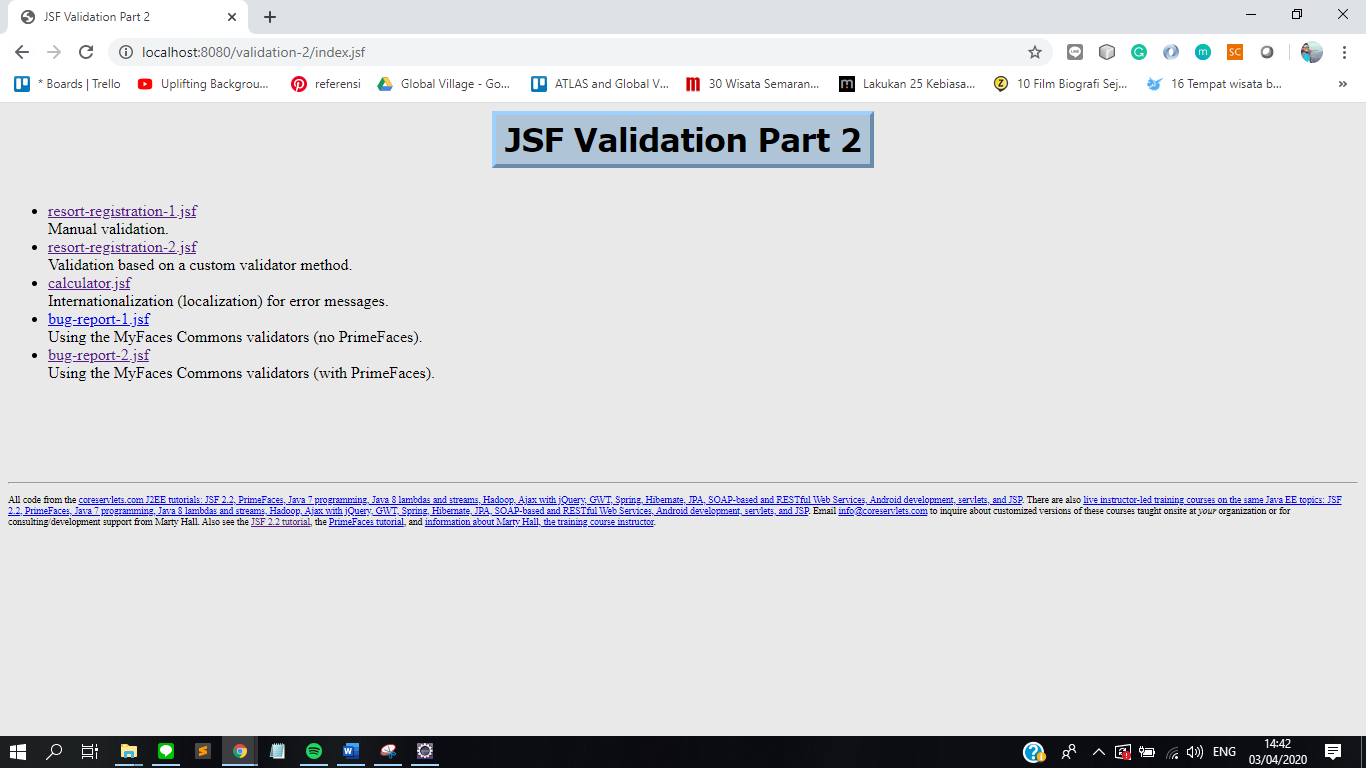 JSF Validation Part 2
localhost:8080/validation-2/index.jsf
* Boards | Trello
Uplifting Backgrou...
referensi
Global Village - Go...
ATLAS and Global V...
30 Wisata Semaran...
Lakukan 25 Kebiasa...
10 Film Biografi Sej...
16 Tempat wisata b...
»
JSF Validation Part 2
• resort-registration-1.jsf
Manual validation.
• resort-registration-2.jsf
Validation based on a custom validator method.
• calculator.jsf
Internationalization (localization) for error messages.
• bug-report-1.jsf
Using the MyFaces Commons validators (no PrimeFaces).
• bug-report-2.jsf
Using the MyFaces Commons validators (with PrimeFaces).
All code from the coreservlets.com J2EE tutorials: JSF 2.2, PrimeFaces, Java 7 programming, Java 8 lambdas and streams, Hadoop, Ajax with jQuery, GWT, Spring, Hibernate, JPA, SOAP-based and RESTful Web Services, Android development, servlets, and JSP. There are also live instructor-led training courses on the same Java EE topics: JSF
2.2, PrimeFaces, Java 7 programming, Java 8 lambdas and streams, Hadoop, Ajax with jQuery, GWT, Spring, Hibernate, JPA, SOAP-based and RESTful Web Services, Android development, servlets, and JSP. Email info@coreservlets.com to inquire about customized versions of these courses taught onsite at your organization or for
consulting/development support from Marty Hall. Also see the JSF 2.2 tutorial, the PrimeFaces tutorial, and information about Marty Hall, the training course instructor.
ENG
14:42
03/04/2020